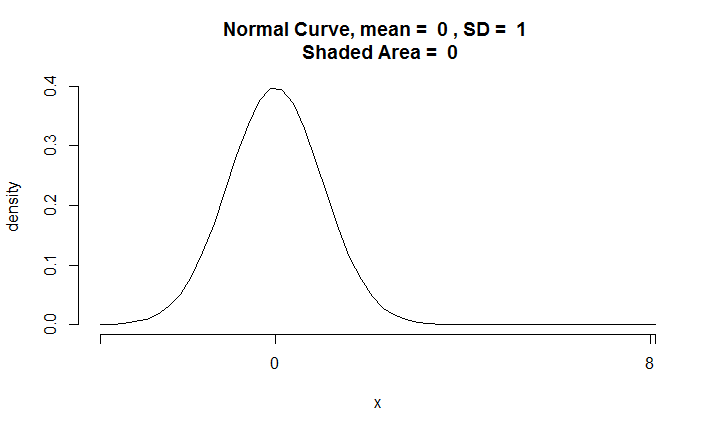 Normal Curve, mean =  0 , SD =  1
Shaded Area =  0
0.4
0.3
0.2
0.1
0.0
density
0
8
x